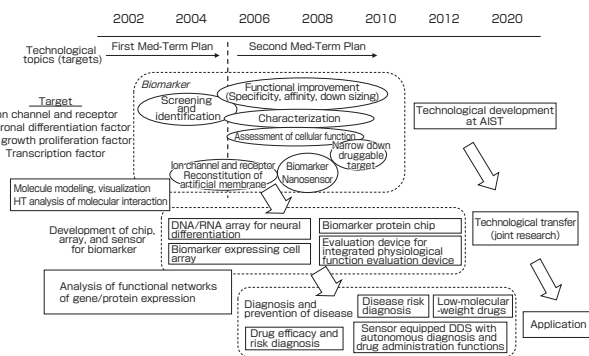 2002 2004 2006 2008 2010 2012 2020
Technological
topics (targets)
First Med-Term Plan
Second Med-Term Plan
Target
on channel and receptor
ronal differentiation factor
growth proliferation factor
Transcription factor
Biomarker
Screening
and
identification
Functional improvement
(Specificity, affinity, down sizing)
Characterization
Assessment of cellular function
Narrow down
druggable
target
Ion channel and receptor
Reconstitution of
artificial membrane
Biomarker
Nanosensor
Technological development
at AIST
Molecule modeling, visualization
HT analysis of molecular interaction
Development of chip,
array, and sensor
for biomarker
DNA/RNA array for neural
differentiation
Biomarker expressing cell
array
Biomarker protein chip
Evaluation device for
integrated physiological
function evaluation device
Technological transfer
(joint research)
Analysis of functional networks
of gene/protein expression
Diagnosis and
prevention of disease
Disease risk
diagnosis
Low-molecular
-weight drugs
Drug efficacy and
risk diagnosis
Sensor equipped DDS with
autonomous diagnosis and
drug administration functions
Application